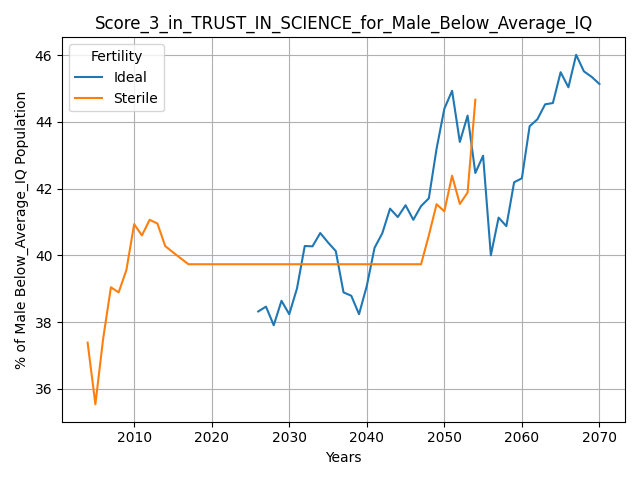 Score_3_in_TRUST_IN_SCIENCE_for_Male_Below_Average_IQ
% of Male Below_Average_IQ Population
46
44
42
40
38
36
Fertility
Ideal
Sterile
2010 2020 2030 2040 2050 2060 2070
Years